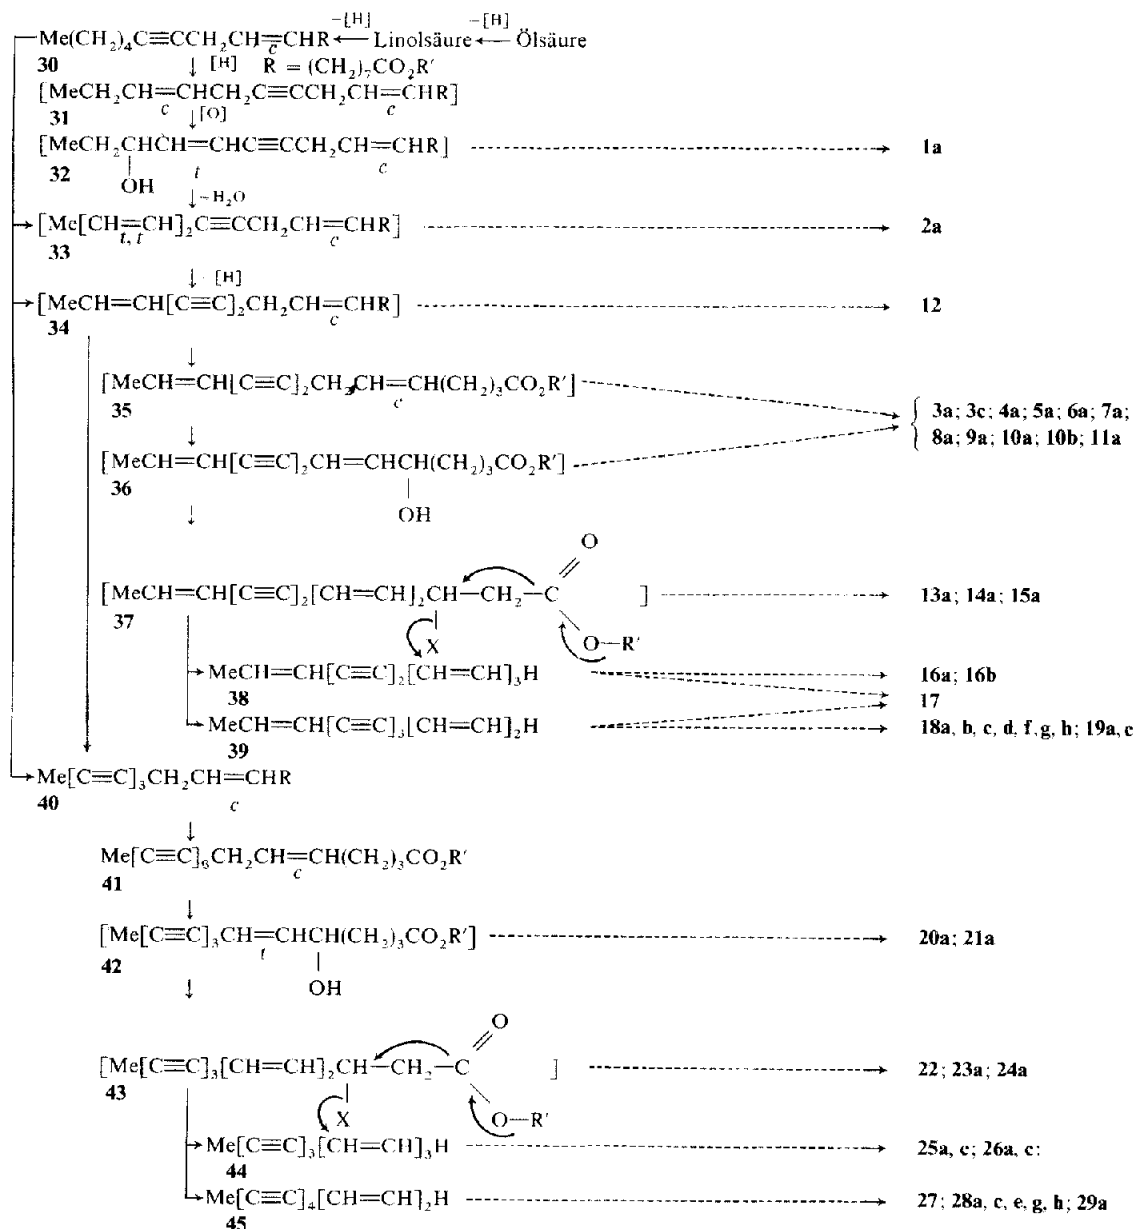 −[H] −[H]
Me(CH₂)₄C≡CCH₂CH=CHR ← Linolsäure ← Ölsäure
c
30 ↓ [H] R = (CH₂)₇CO₂R′
[MeCH₂CH=CHCH₂C≡CCH₂CH=CHR]
31 c ↓ [O] c
[MeCH₂CHCH=CHC≡CCH₂CH=CHR] 1a
32 OH t c
↓ −H₂O
[Me[CH=CH]₂C≡CCH₂CH=CHR] 2a
33 t, t c
↓ - [H]
[MeCH=CH[C≡C]₂CH₂CH=CHR] 12
34 c
↓
[MeCH=CH[C≡C]₂CH₂CH=CH(CH₂)₃CO₂R′]
35 c
3a; 3c; 4a; 5a; 6a; 7a;
8a; 9a; 10a; 10b; 11a
↓
[MeCH=CH[C≡C]₂CH=CHCH(CH₂)₃CO₂R′]
36 OH
↓
O
[MeCH=CH[C≡C]₂[CH=CH]₂CH—CH₂—C ] 13a; 14a; 15a
37 X O—R′
MeCH=CH[C≡C]₂[CH=CH]₃H 16a; 16b
38 17
MeCH=CH[C≡C]₃[CH=CH]₂H 18a, b, c, d, f, g, h; 19a, c
39
Me[C≡C]₃CH₂CH=CHR
40 c
↓
Me[C≡C]₃CH₂CH=CH(CH₂)₃CO₂R′
41 c
↓
[Me[C≡C]₃CH=CHCH(CH₂)₃CO₂R′] 20a; 21a
42 t OH
↓
O
[Me[C≡C]₃[CH=CH]₂CH—CH₂—C ] 22; 23a; 24a
43 X O—R′
Me[C≡C]₃[CH=CH]₃H 25a, c; 26a, c:
44
Me[C≡C]₄[CH=CH]₂H 27; 28a, c, e, g, h; 29a
45